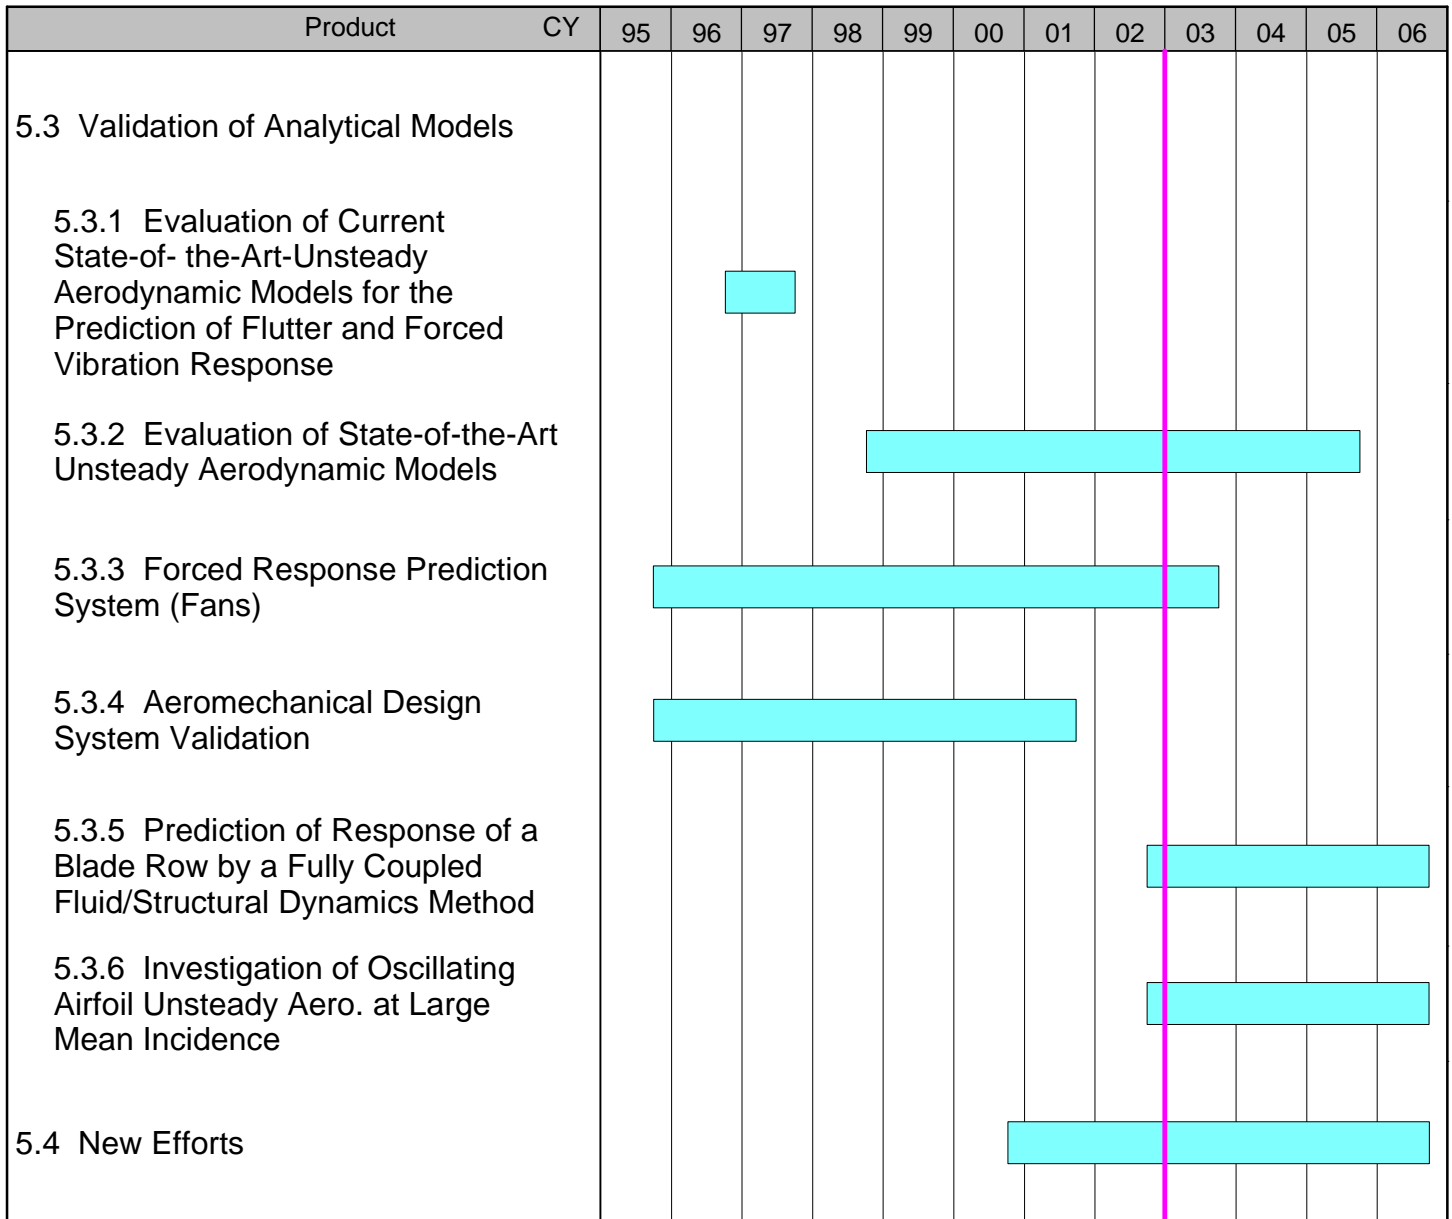 Product CY 95 96 97 98 99 00 01 02 03 04 05 06
5.3 Validation of Analytical Models
5.3.1 Evaluation of Current
State-of- the-Art-Unsteady
Aerodynamic Models for the
Prediction of Flutter and Forced
Vibration Response
5.3.2 Evaluation of State-of-the-Art
Unsteady Aerodynamic Models
5.3.3 Forced Response Prediction
System (Fans)
5.3.4 Aeromechanical Design
System Validation
5.3.5 Prediction of Response of a
Blade Row by a Fully Coupled
Fluid/Structural Dynamics Method
5.3.6 Investigation of Oscillating
Airfoil Unsteady Aero. at Large
Mean Incidence
5.4 New Efforts